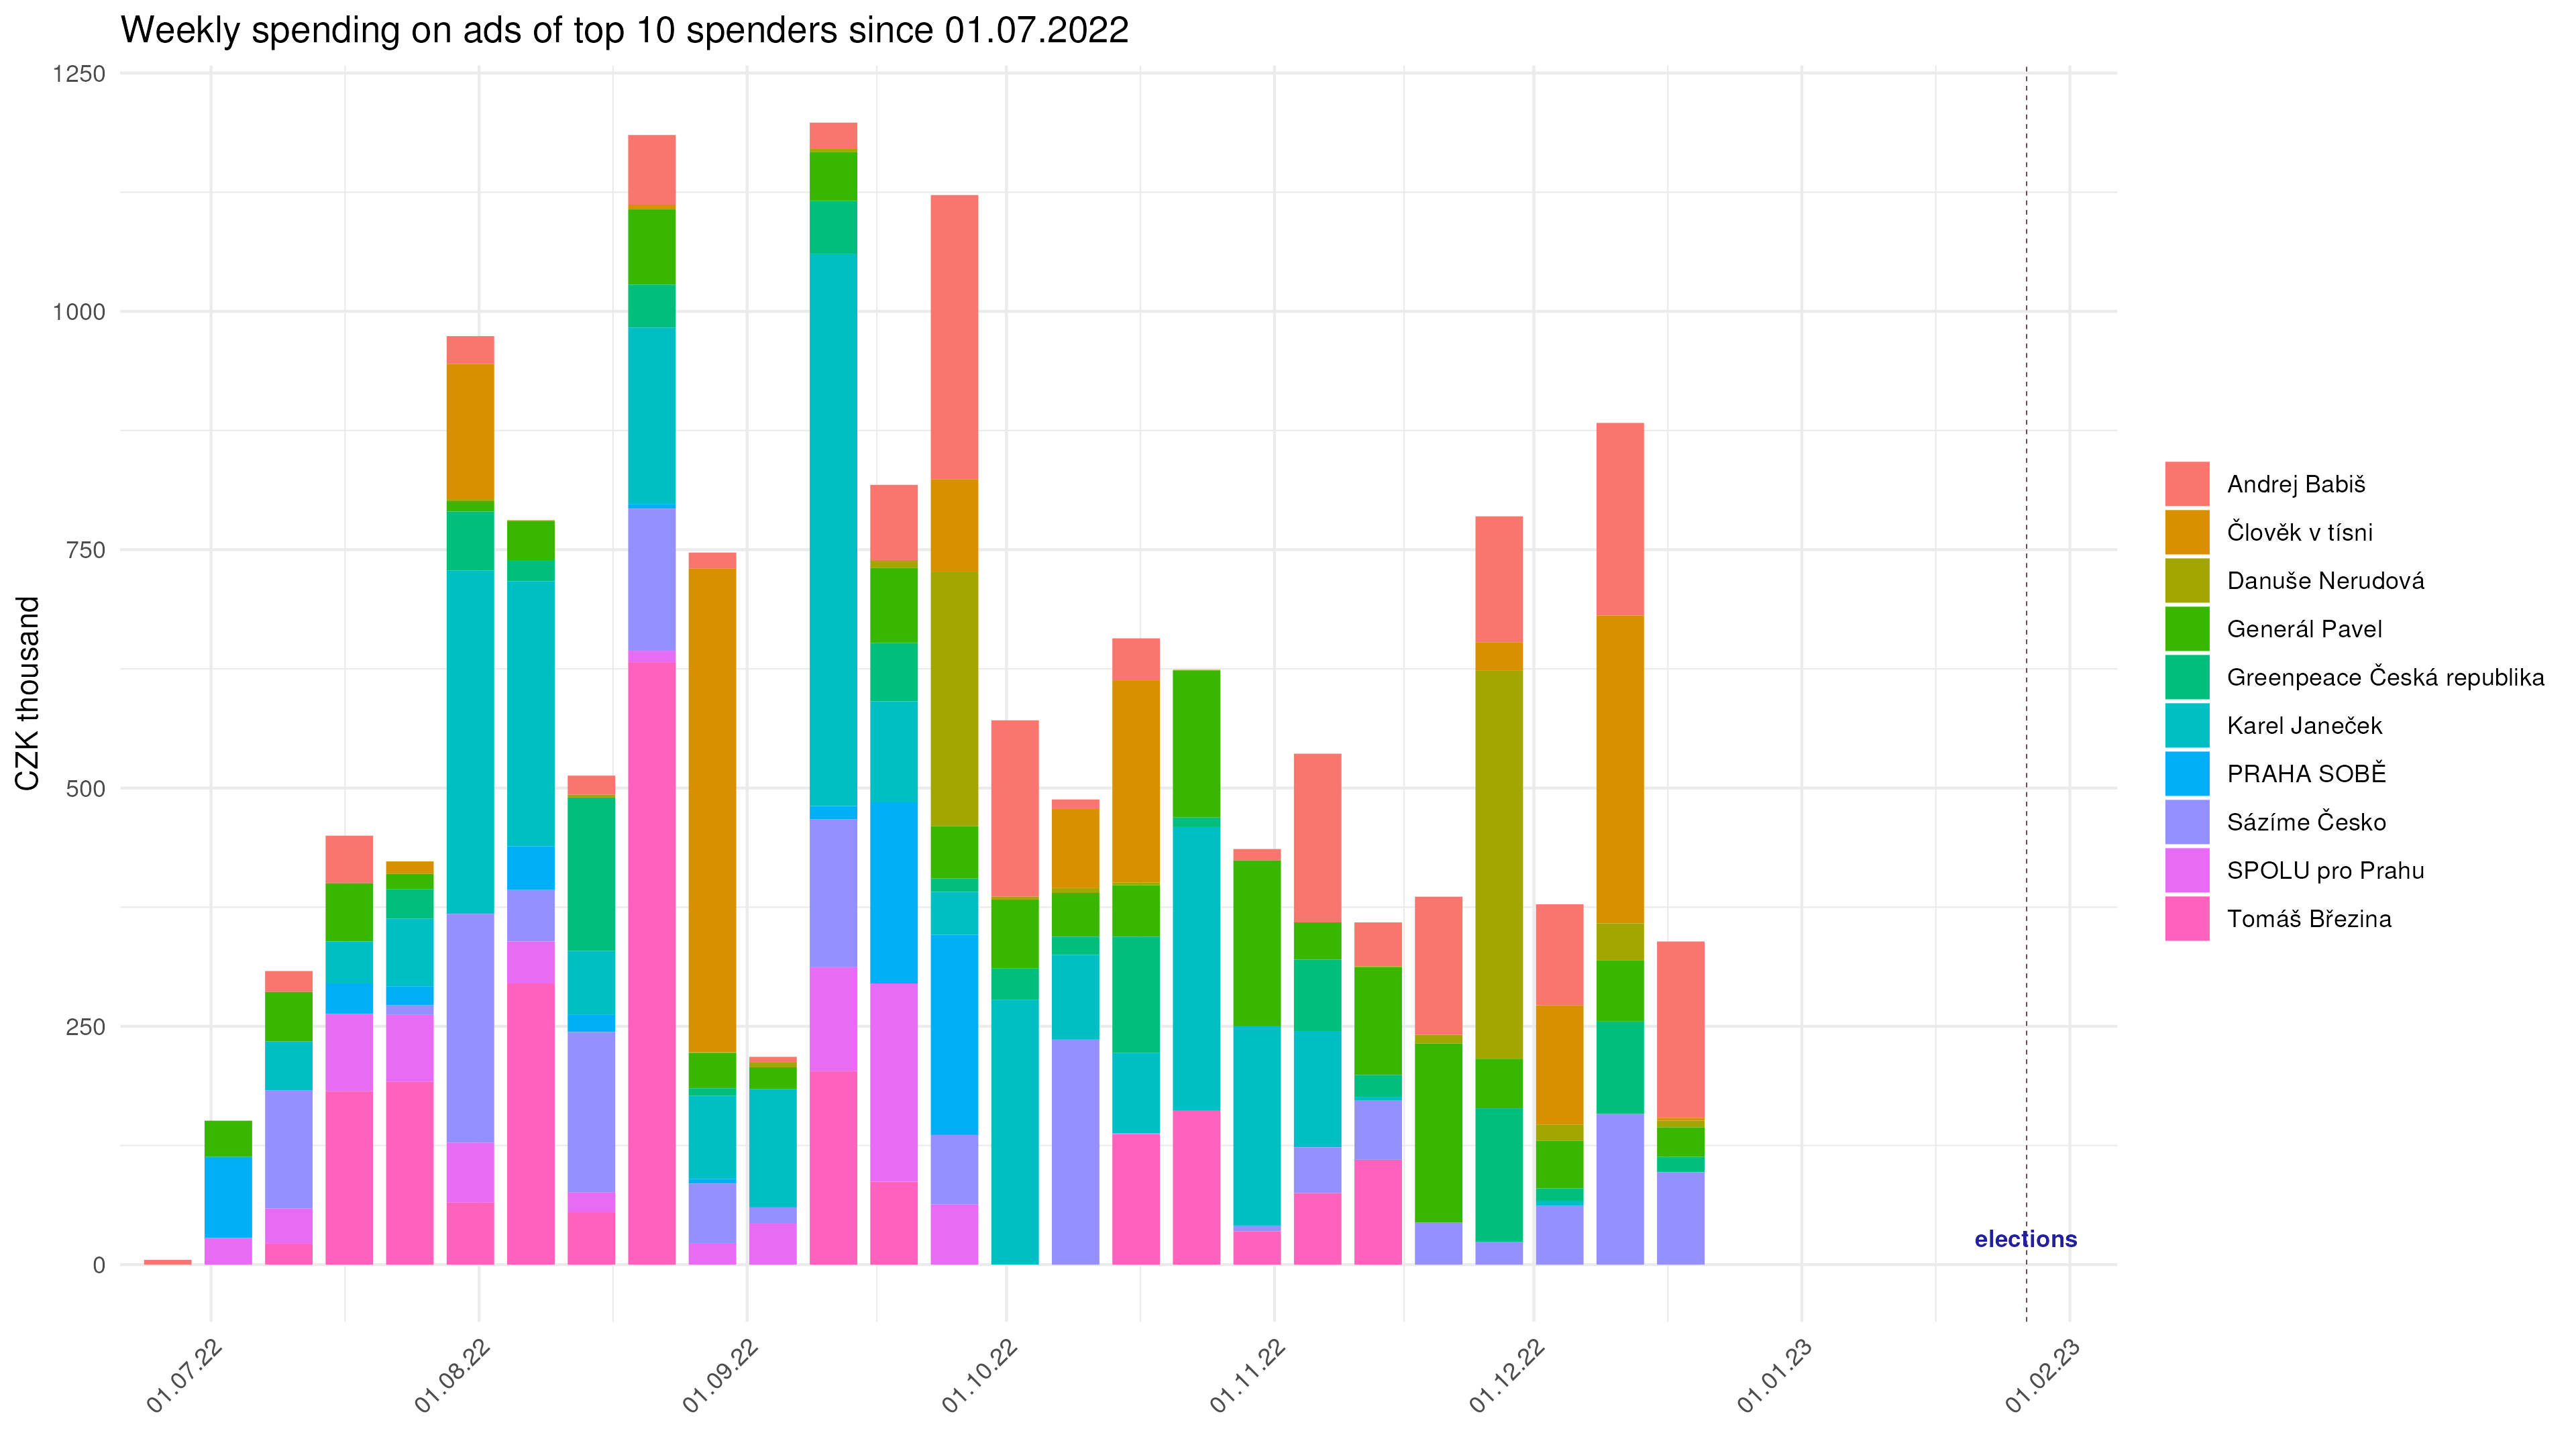 Weekly spending on ads of top 10 spenders since 01.07.2022
CZK thousand
1250
1000
750
500
250
0
elections
01.07.22
01.08.22
01.09.22
01.10.22
01.11.22
01.12.22
01.01.23
01.02.23
Andrej Babiš
Člověk v tísni
Danuše Nerudová
Generál Pavel
Greenpeace Česká republika
Karel Janeček
PRAHA SOBĚ
Sázíme Česko
SPOLU pro Prahu
Tomáš Březina